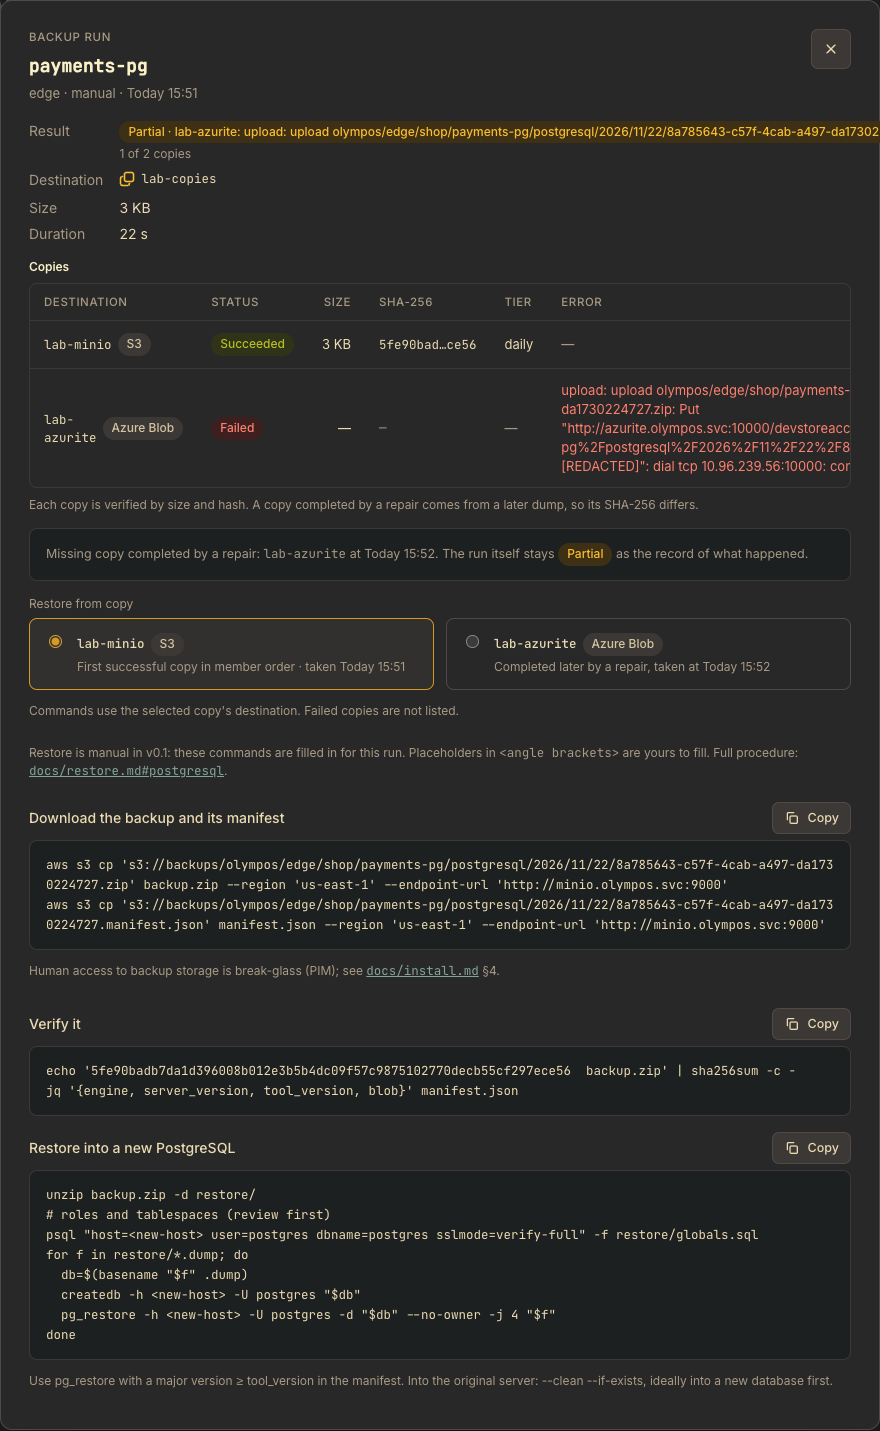 BACKUP RUN
payments-pg
edge · manual · Today 15:51
Result
Partial · lab-azurite: upload: upload olympos/edge/shop/payments-pg/postgresql/2026/11/22/8a785643-c57f-4cab-a497-da17302
1 of 2 copies
Destination lab-copies
Size 3 KB
Duration 22 s
Copies
DESTINATION STATUS SIZE SHA-256 TIER ERROR
lab-minio S3 Succeeded 3 KB 5fe90bad…ce56 daily —
lab-azurite Azure Blob Failed — – —
upload: upload olympos/edge/shop/payments-
da1730224727.zip: Put
"http://azurite.olympos.svc:10000/devstoreacc
pg%2Fpostgresql%2F2026%2F11%2F22%2F8
[REDACTED]": dial tcp 10.96.239.56:10000: cor
Each copy is verified by size and hash. A copy completed by a repair comes from a later dump, so its SHA-256 differs.
Missing copy completed by a repair: lab-azurite at Today 15:52. The run itself stays Partial as the record of what happened.
Restore from copy
lab-minio S3
First successful copy in member order · taken Today 15:51
lab-azurite Azure Blob
Completed later by a repair, taken at Today 15:52
Commands use the selected copy's destination. Failed copies are not listed.
Restore is manual in v0.1: these commands are filled in for this run. Placeholders in <angle brackets> are yours to fill. Full procedure:
docs/restore.md#postgresql.
Download the backup and its manifest
Copy
aws s3 cp 's3://backups/olympos/edge/shop/payments-pg/postgresql/2026/11/22/8a785643-c57f-4cab-a497-da173
0224727.zip' backup.zip --region 'us-east-1' --endpoint-url 'http://minio.olympos.svc:9000'
aws s3 cp 's3://backups/olympos/edge/shop/payments-pg/postgresql/2026/11/22/8a785643-c57f-4cab-a497-da173
0224727.manifest.json' manifest.json --region 'us-east-1' --endpoint-url 'http://minio.olympos.svc:9000'
Human access to backup storage is break-glass (PIM); see docs/install.md §4.
Verify it
Copy
echo '5fe90badb7da1d396008b012e3b5b4dc09f57c9875102770decb55cf297ece56  backup.zip' | sha256sum -c -
jq '{engine, server_version, tool_version, blob}' manifest.json
Restore into a new PostgreSQL
Copy
unzip backup.zip -d restore/
# roles and tablespaces (review first)
psql "host=<new-host> user=postgres dbname=postgres sslmode=verify-full" -f restore/globals.sql
for f in restore/*.dump; do
  db=$(basename "$f" .dump)
  createdb -h <new-host> -U postgres "$db"
  pg_restore -h <new-host> -U postgres -d "$db" --no-owner -j 4 "$f"
done
Use pg_restore with a major version ≥ tool_version in the manifest. Into the original server: --clean --if-exists, ideally into a new database first.